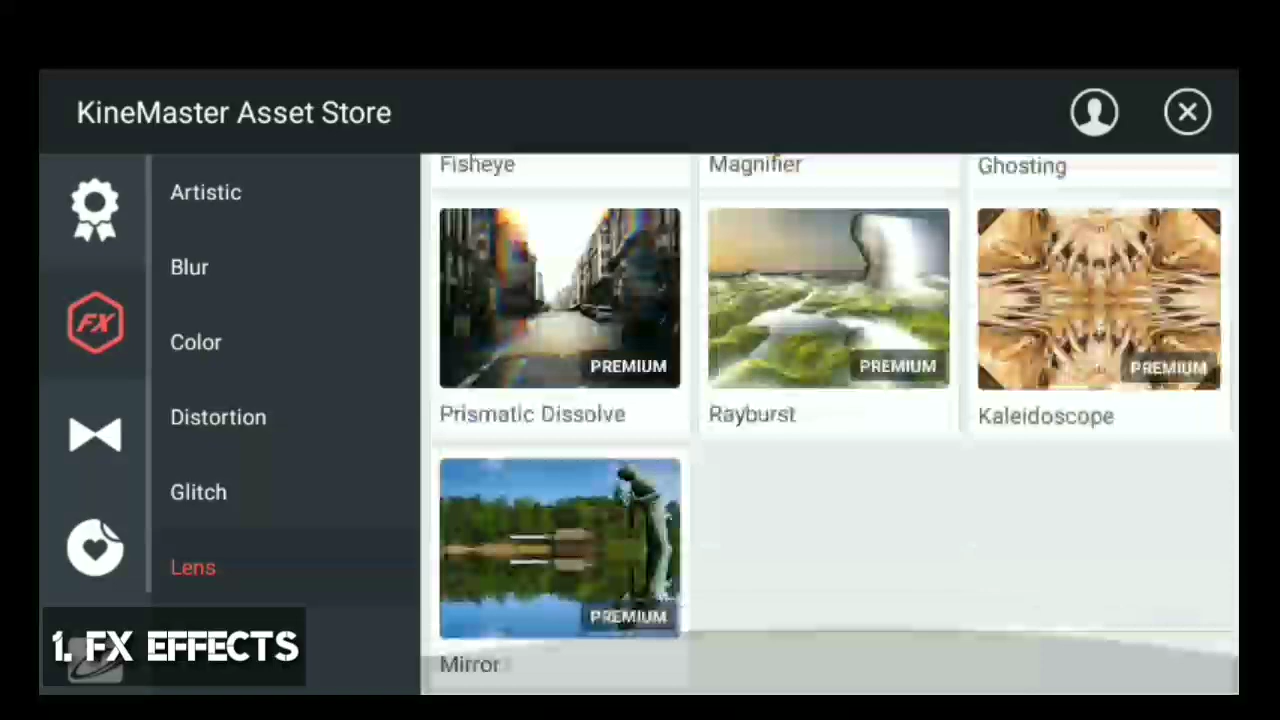 KineMaster Asset Store
Artistic
Blur
Color
Distortion
Glitch
Lens
Fisheye
Magnifier
Ghosting
PREMIUM
PREMIUM
PREMIUM
Prismatic Dissolve
Rayburst
Kaleidoscope
PREMIUM
Mirror
FX
1. FX EFFECTS